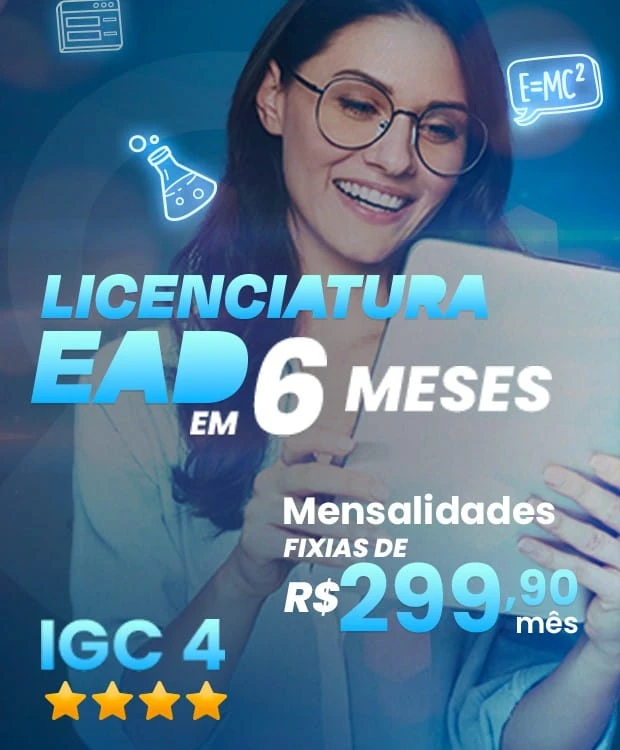 E=MC²
LICENCIATURA
EAD
EM 6 MESES
Mensalidades
FIXIAS DE
R$299,90
mês
IGC 4